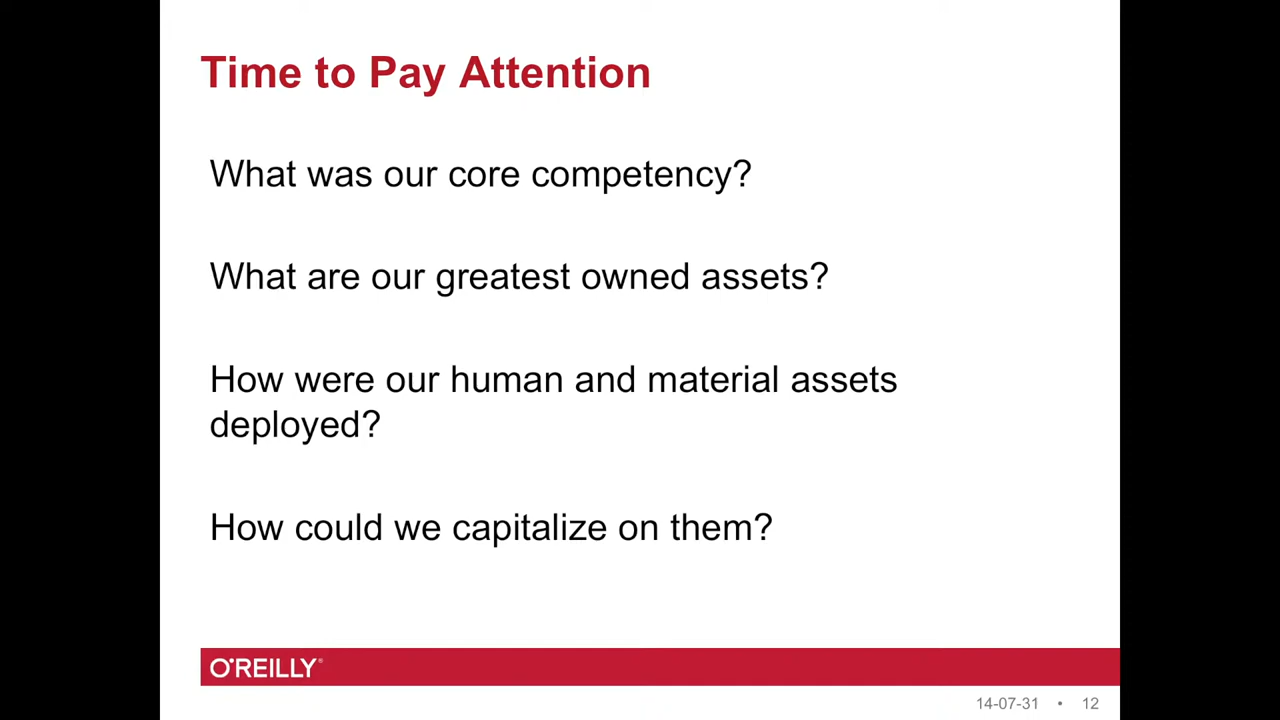 Time to Pay Attention
What was our core competency?
What are our greatest owned assets?
How were our human and material assets
deployed?
How could we capitalize on them?
O'REILLY®
14-07-31 • 12